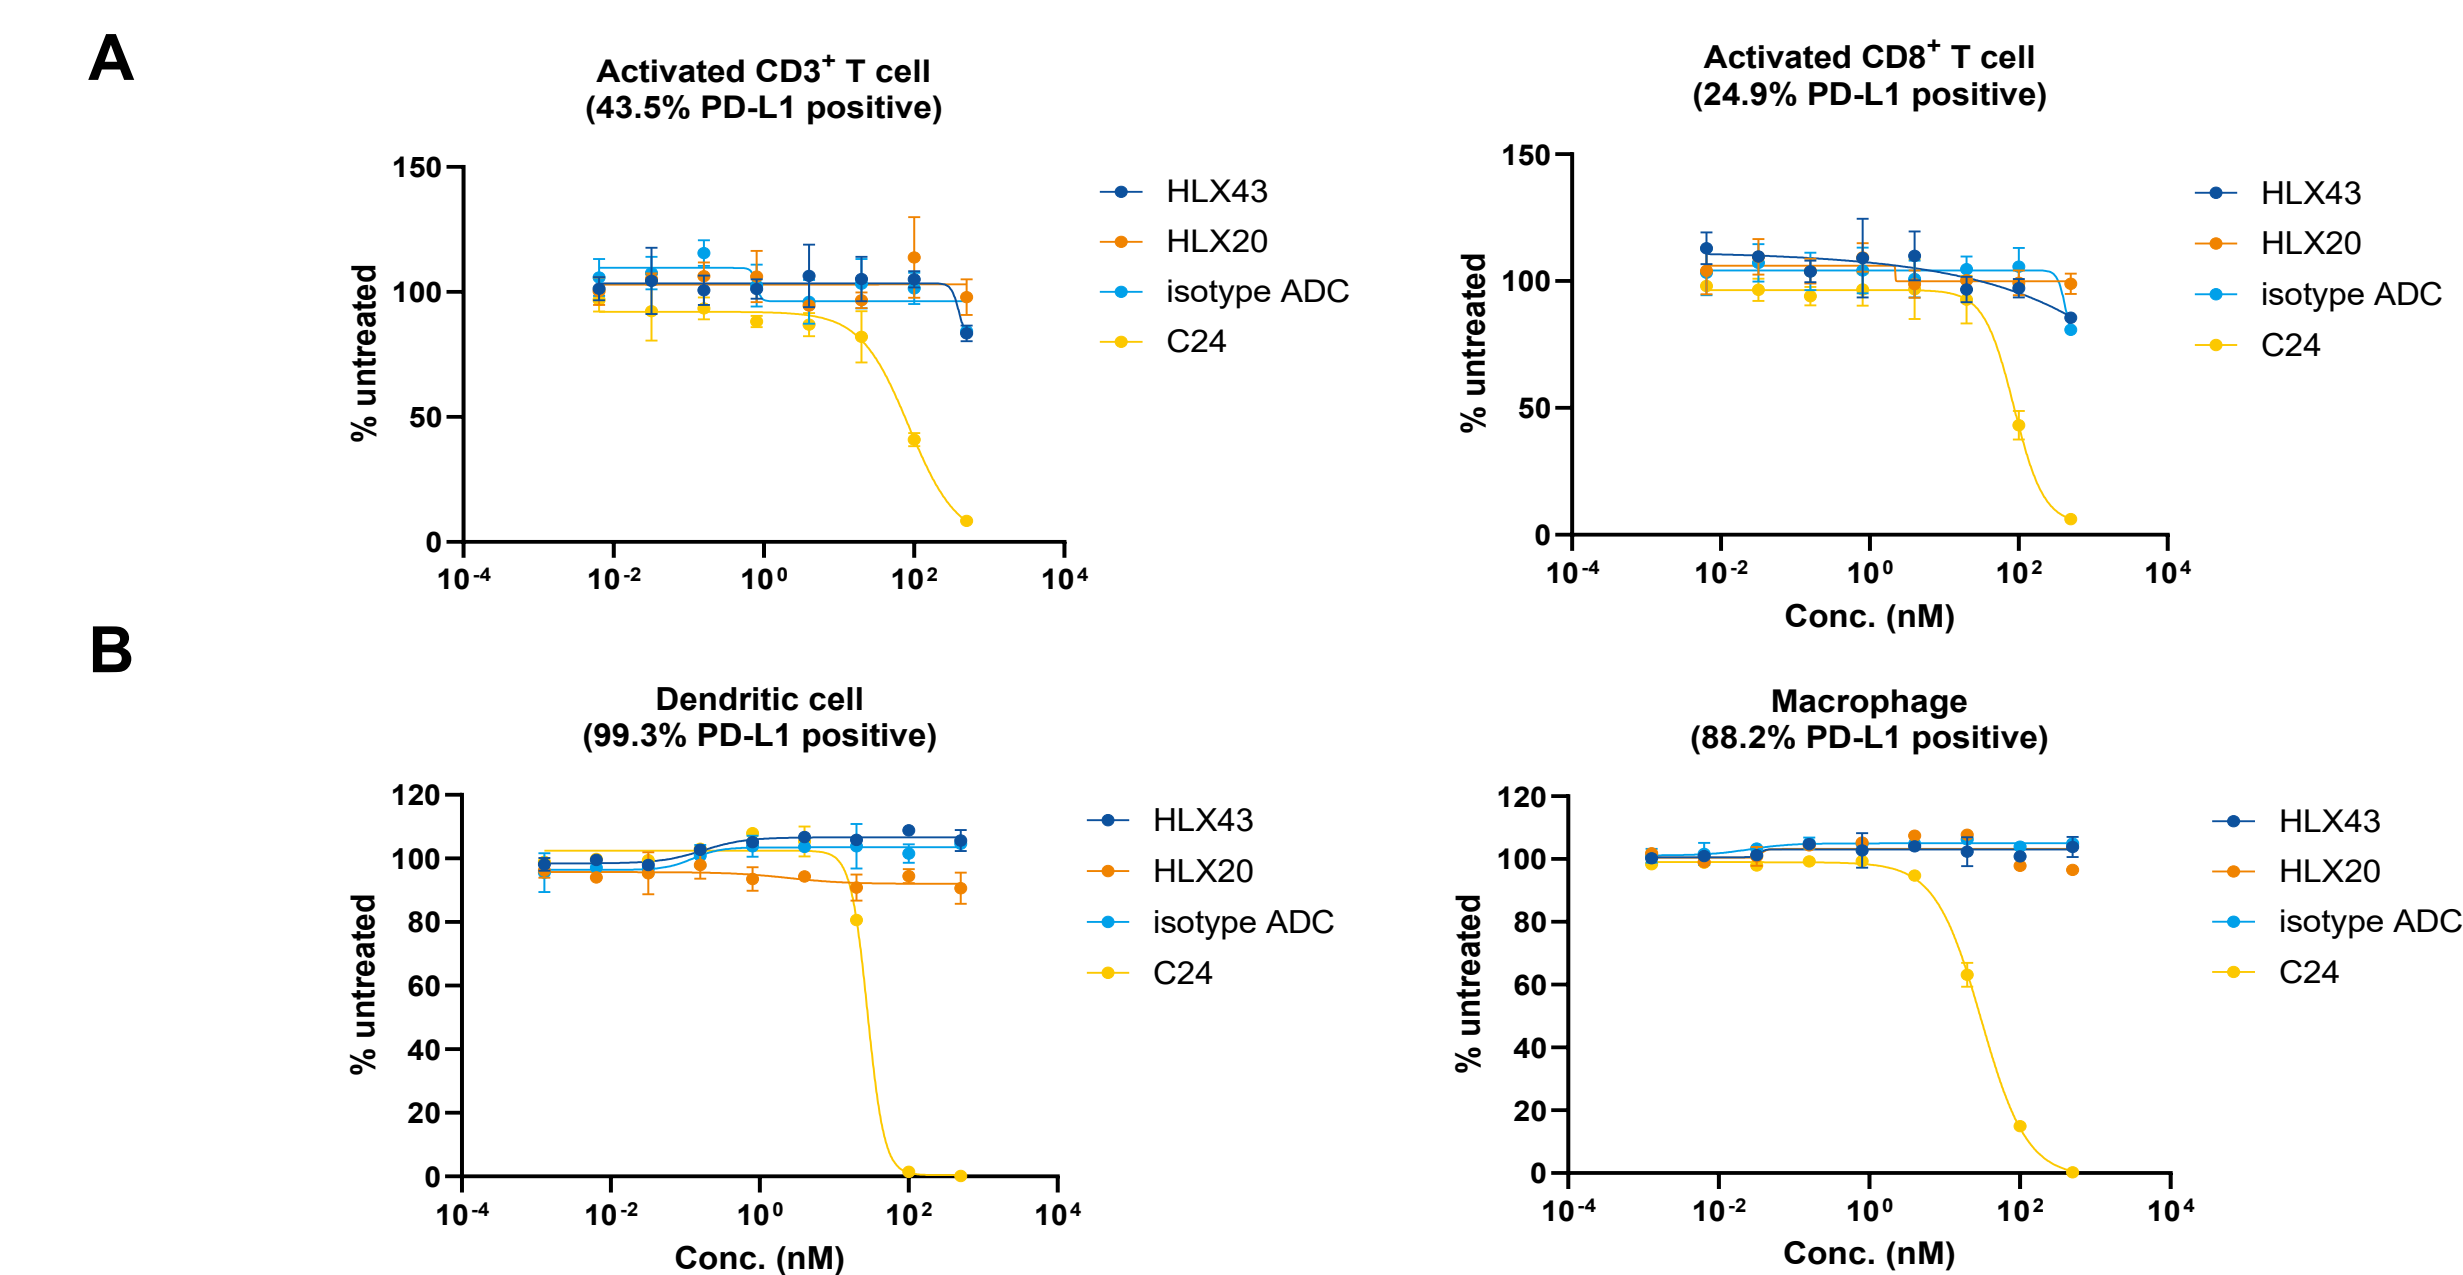 A
Activated CD3⁺ T cell
(43.5% PD-L1 positive)
150
100
50
0
% untreated
10⁻⁴ 10⁻² 10⁰ 10² 10⁴
HLX43
HLX20
isotype ADC
C24
Activated CD8⁺ T cell
(24.9% PD-L1 positive)
150
100
50
0
% untreated
10⁻⁴ 10⁻² 10⁰ 10² 10⁴
Conc. (nM)
HLX43
HLX20
isotype ADC
C24
B
Dendritic cell
(99.3% PD-L1 positive)
120
100
80
60
40
20
0
% untreated
10⁻⁴ 10⁻² 10⁰ 10² 10⁴
Conc. (nM)
HLX43
HLX20
isotype ADC
C24
Macrophage
(88.2% PD-L1 positive)
120
100
80
60
40
20
0
% untreated
10⁻⁴ 10⁻² 10⁰ 10² 10⁴
Conc. (nM)
HLX43
HLX20
isotype ADC
C24